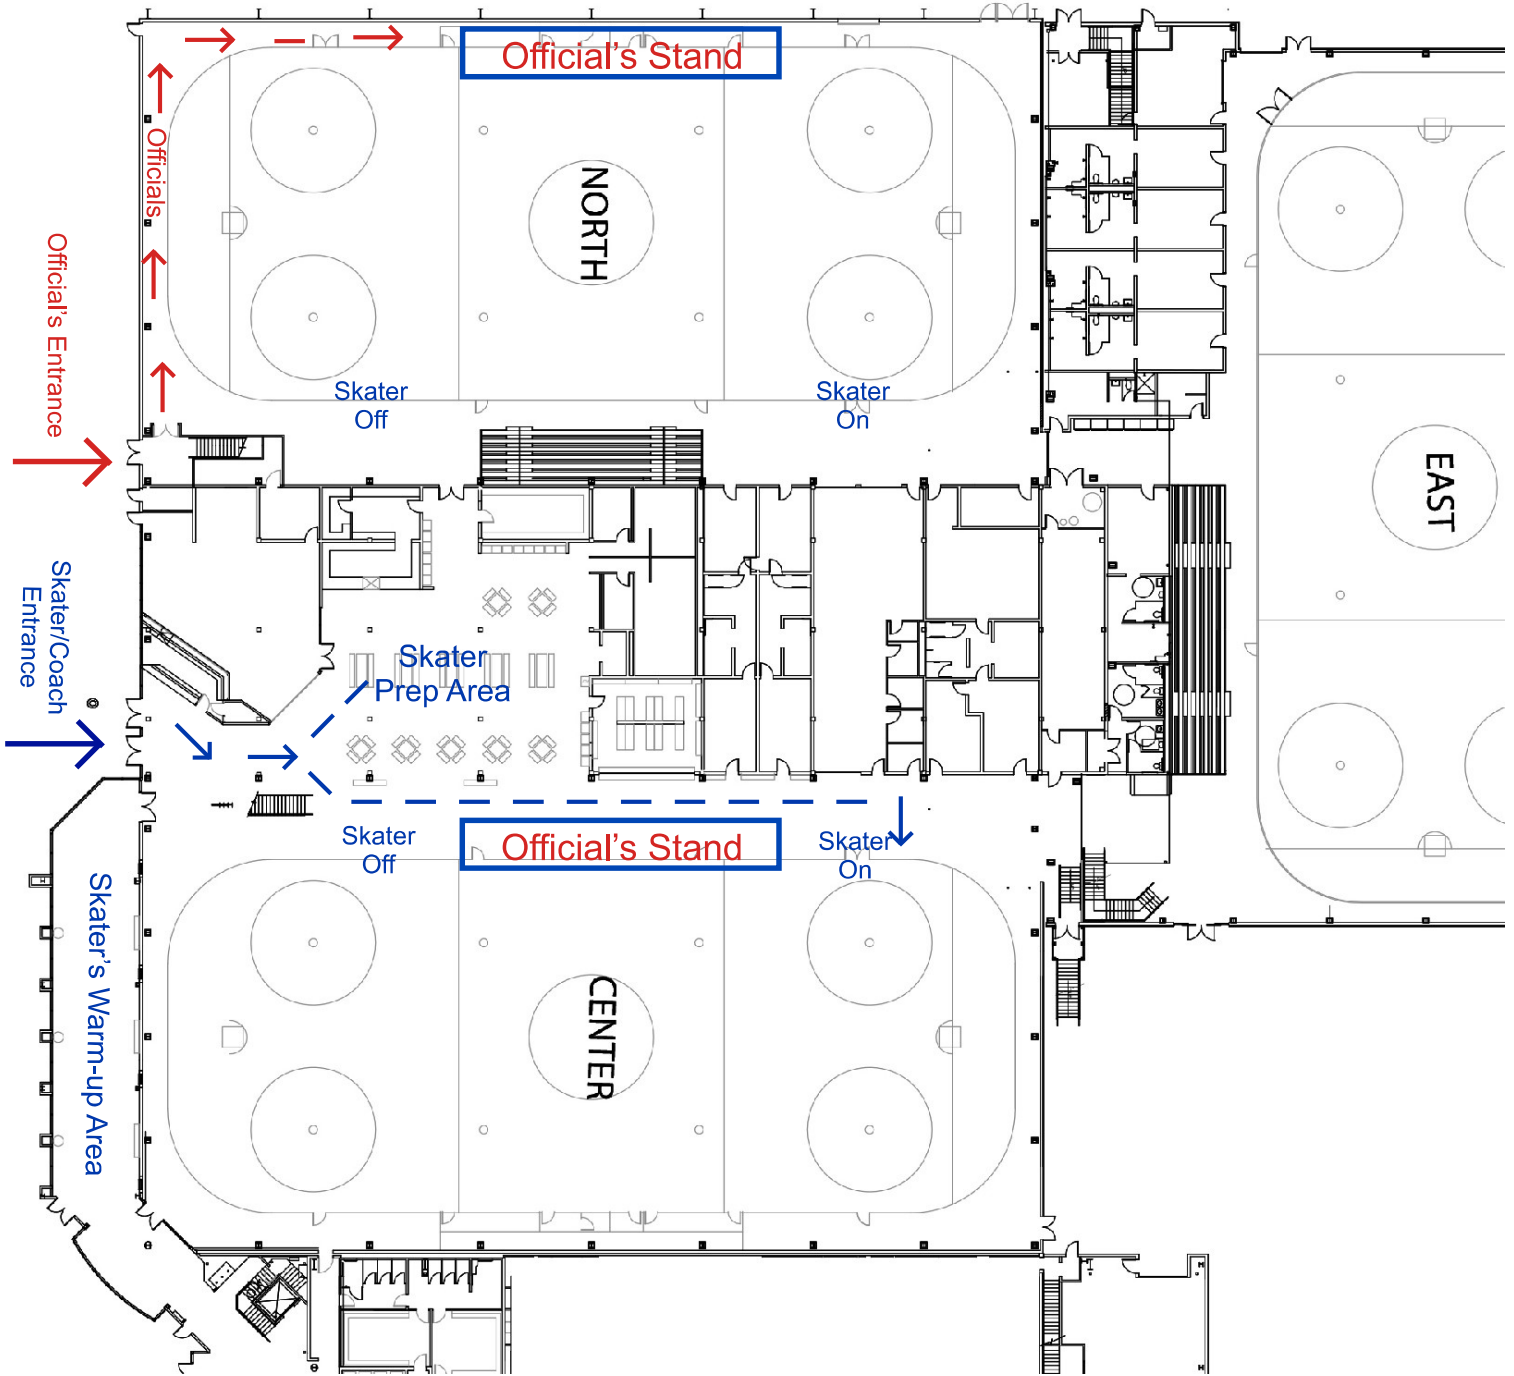 Official's Stand
Officials
NORTH
Official's Entrance
Skater
Off
Skater
On
EAST
Skater/Coach
Entrance
Skater
Prep Area
Skater
Off
Official's Stand
Skater
On
Skater's Warm-up Area
CENTER